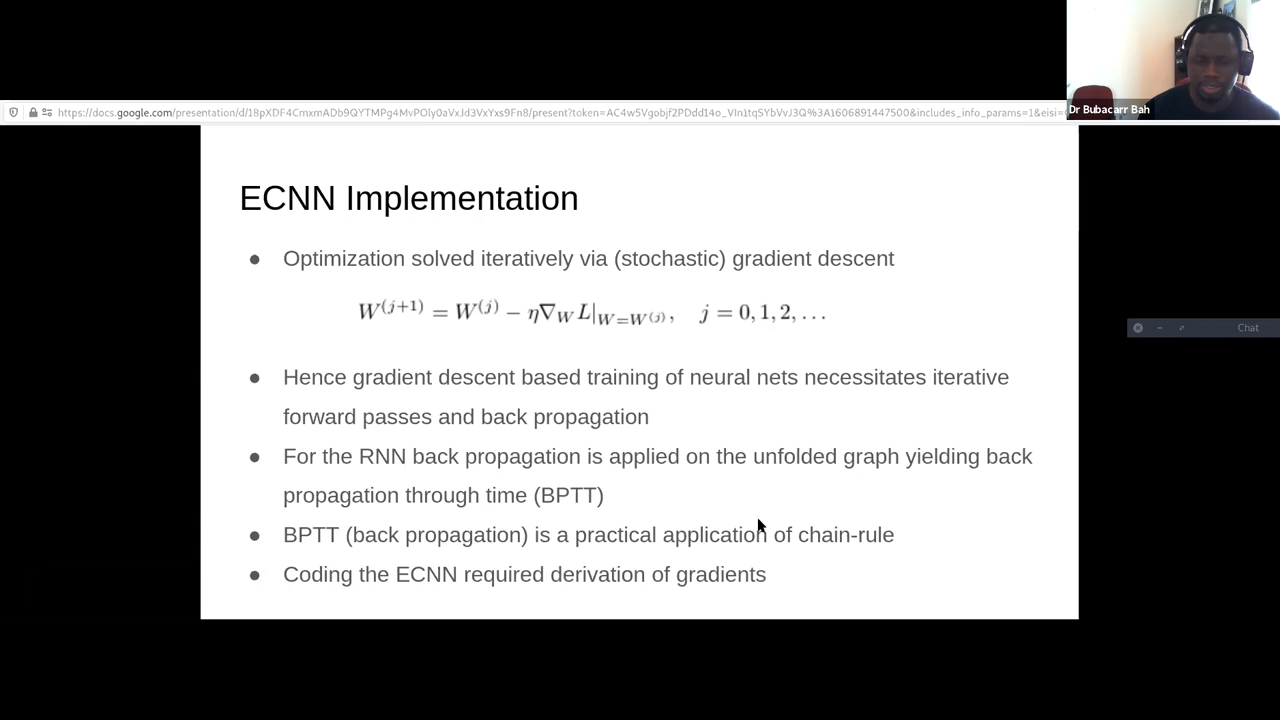 Dr Bubacarr Bah
https://docs.google.com/presentation/d/18pXDF4CmxmADb9QYTMPg4MvPOly0aVxJd3VxYxs9Fn8/present?token=AC4w5Vgobjf2PDdd14o_VIn1tqSYbVvJ3Q%3A1606891447500&includes_info_params=1&eisi=
ECNN Implementation
● Optimization solved iteratively via (stochastic) gradient descent
W^(j+1) = W^(j) − η∇_W L|_{W=W^(j)}, j = 0, 1, 2, ...
● Hence gradient descent based training of neural nets necessitates iterative
forward passes and back propagation
● For the RNN back propagation is applied on the unfolded graph yielding back
propagation through time (BPTT)
● BPTT (back propagation) is a practical application of chain-rule
● Coding the ECNN required derivation of gradients
Chat